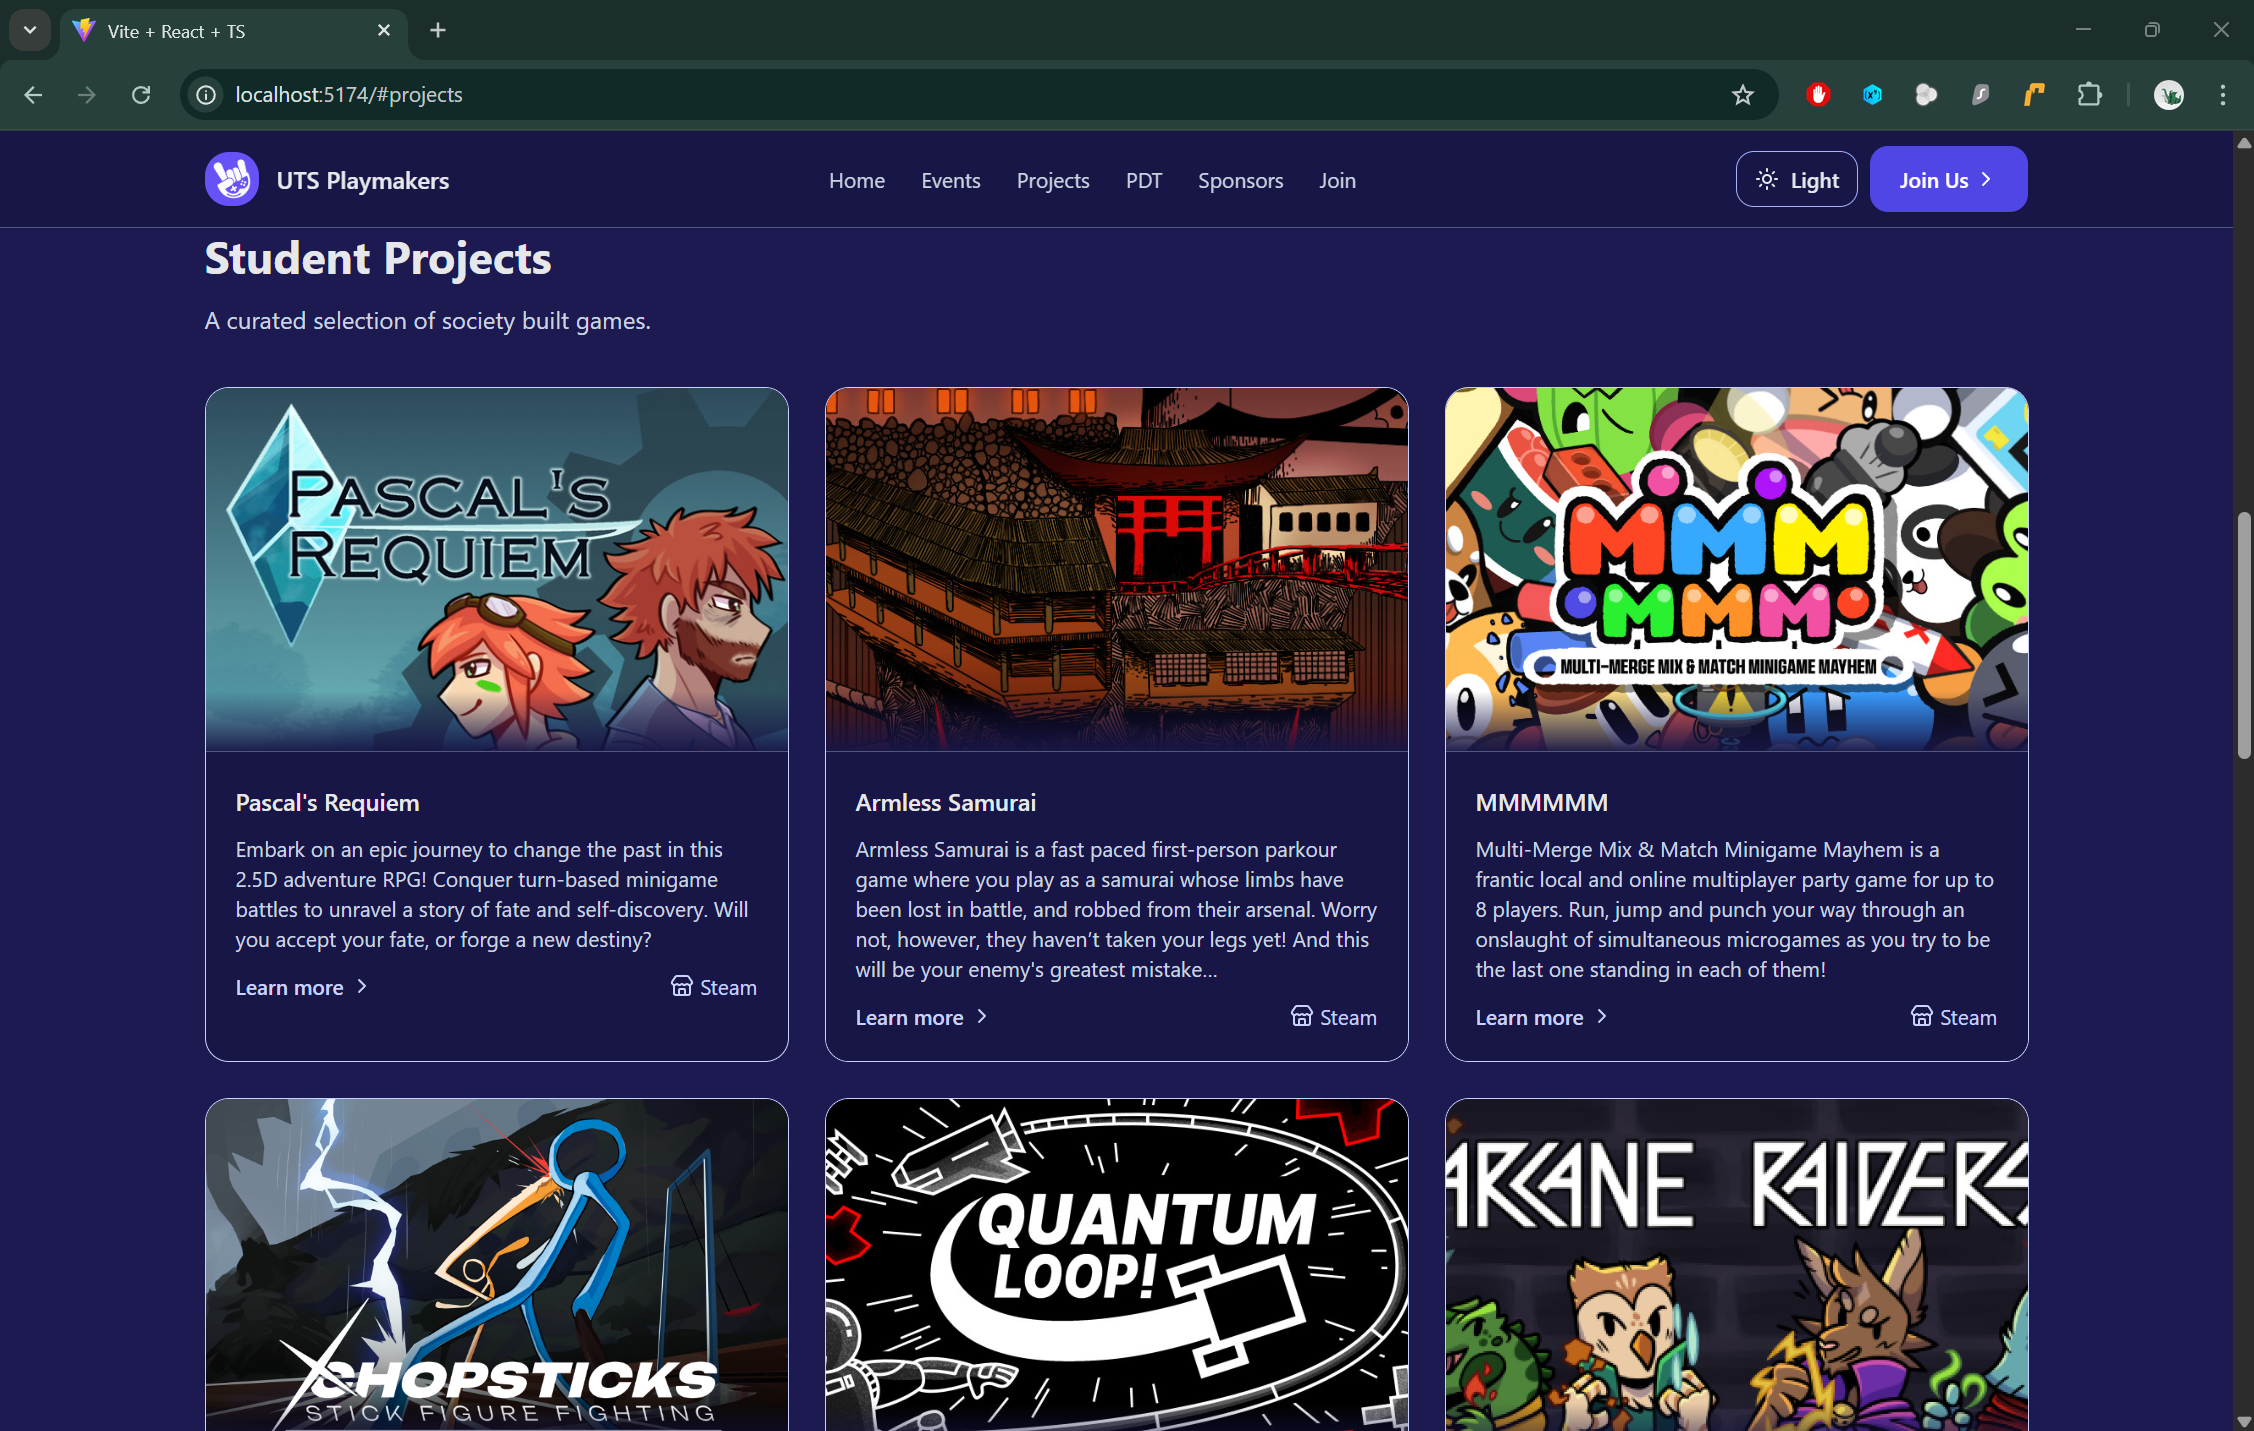 Vite + React + TS
localhost:5174/#projects
UTS Playmakers
Home
Events
Projects
PDT
Sponsors
Join
Light
Join Us
Student Projects
A curated selection of society built games.
PASCAL'S
REQUIEM
Pascal's Requiem
Embark on an epic journey to change the past in this
2.5D adventure RPG! Conquer turn-based minigame
battles to unravel a story of fate and self-discovery. Will
you accept your fate, or forge a new destiny?
Learn more
Steam
Armless Samurai
Armless Samurai is a fast paced first-person parkour
game where you play as a samurai whose limbs have
been lost in battle, and robbed from their arsenal. Worry
not, however, they haven’t taken your legs yet! And this
will be your enemy's greatest mistake...
Learn more
Steam
MMM
MMM
MULTI-MERGE MIX & MATCH MINIGAME MAYHEM
MMMMMM
Multi-Merge Mix & Match Minigame Mayhem is a
frantic local and online multiplayer party game for up to
8 players. Run, jump and punch your way through an
onslaught of simultaneous microgames as you try to be
the last one standing in each of them!
Learn more
Steam
CHOPSTICKS
STICK FIGURE FIGHTING
QUANTUM
LOOP!
ARCANE RAIDERS